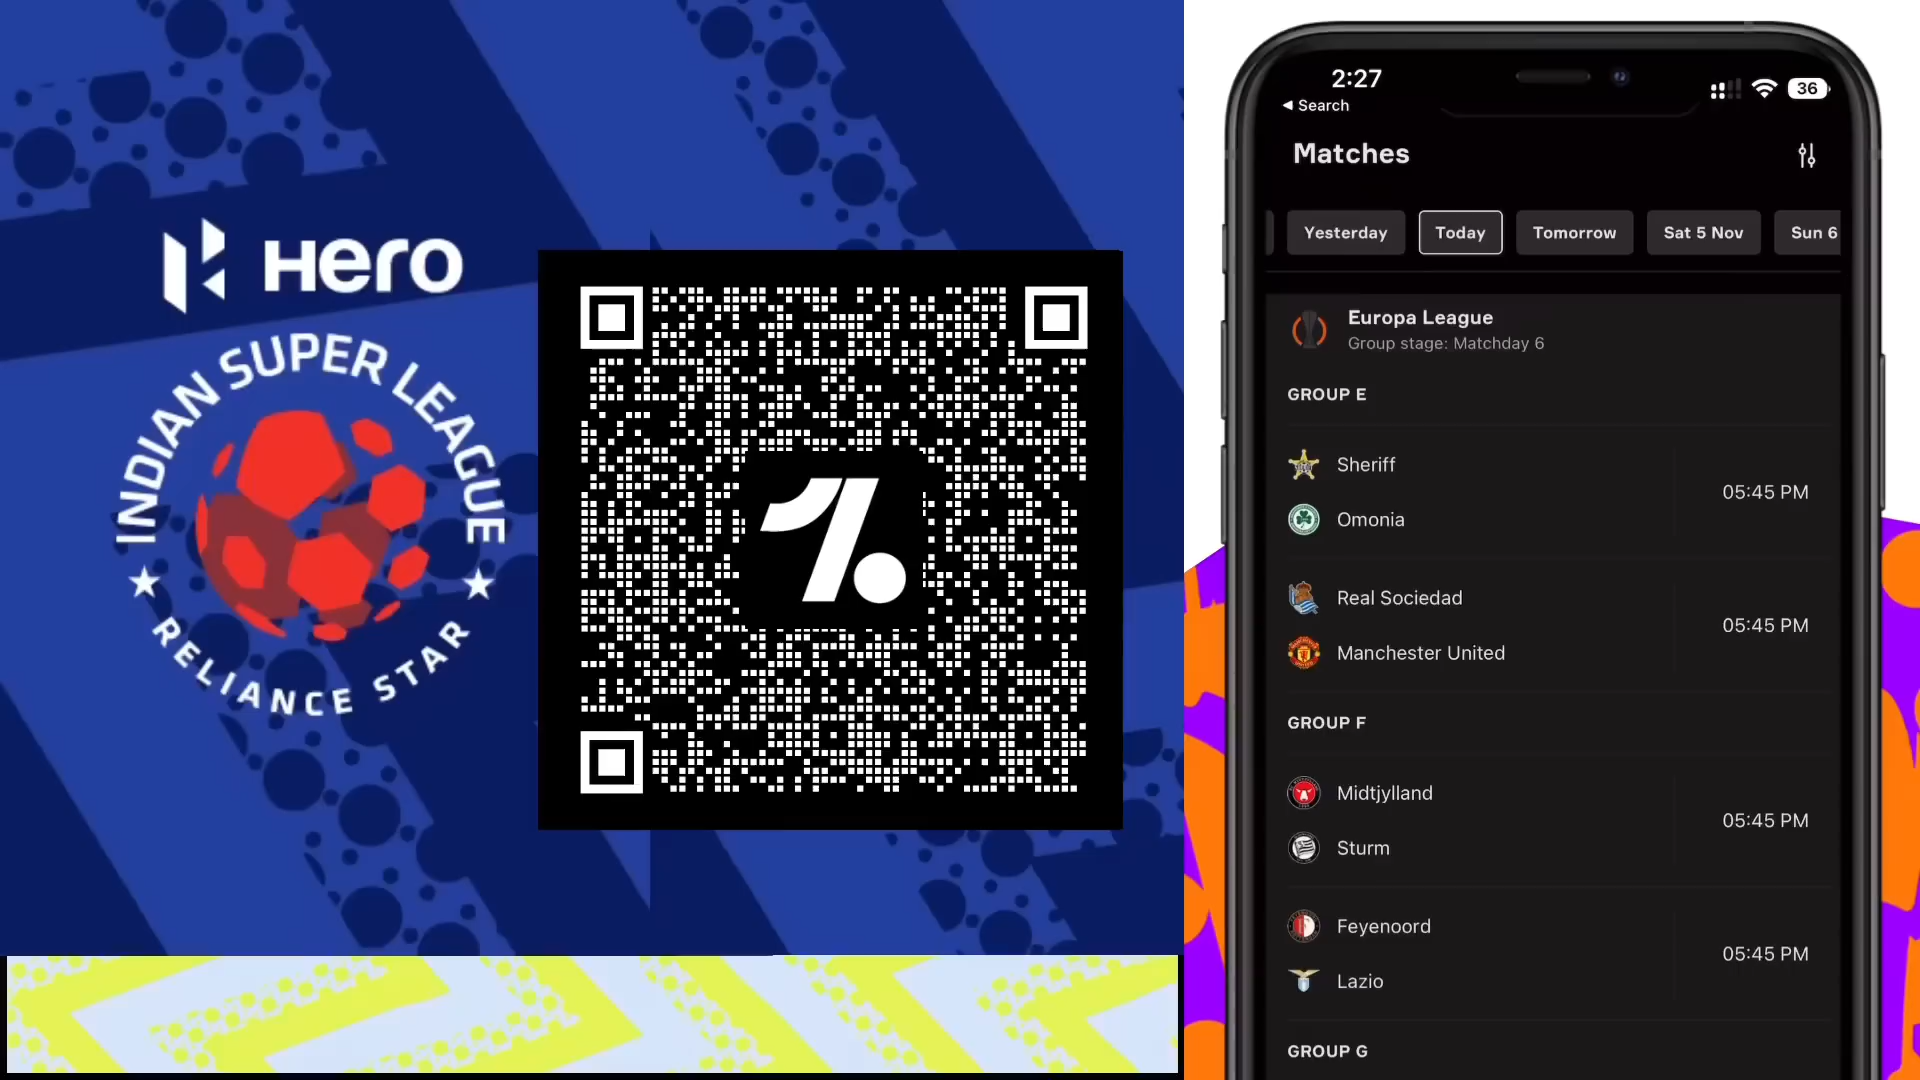 Hero
INDIAN SUPER LEAGUE
RELIANCE STAR
2:27
36
Search
Matches
Yesterday
Today
Tomorrow
Sat 5 Nov
Sun 6
Europa League
Group stage: Matchday 6
GROUP E
Sheriff
Omonia
05:45 PM
Real Sociedad
Manchester United
05:45 PM
GROUP F
Midtjylland
Sturm
05:45 PM
Feyenoord
Lazio
05:45 PM
GROUP G